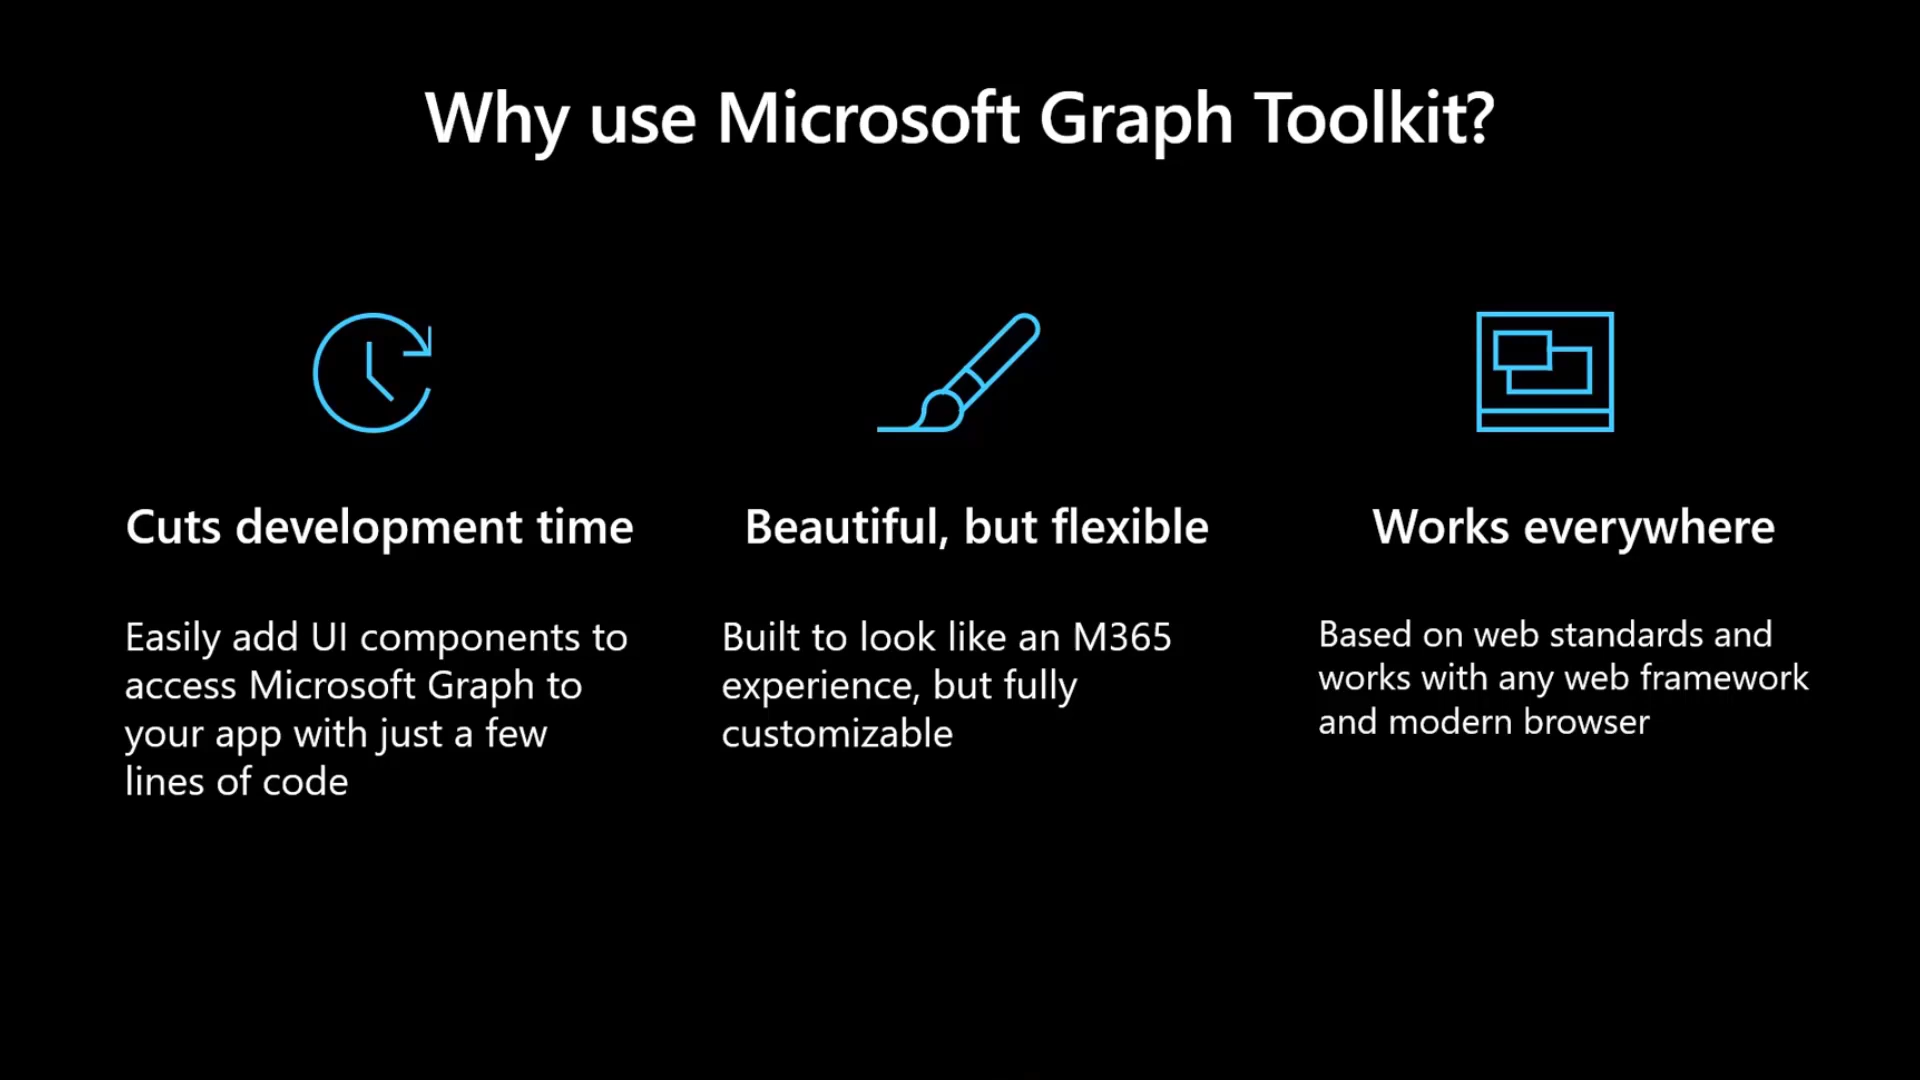 Why use Microsoft Graph Toolkit?
Cuts development time
Easily add UI components to
access Microsoft Graph to
your app with just a few
lines of code
Beautiful, but flexible
Built to look like an M365
experience, but fully
customizable
Works everywhere
Based on web standards and
works with any web framework
and modern browser